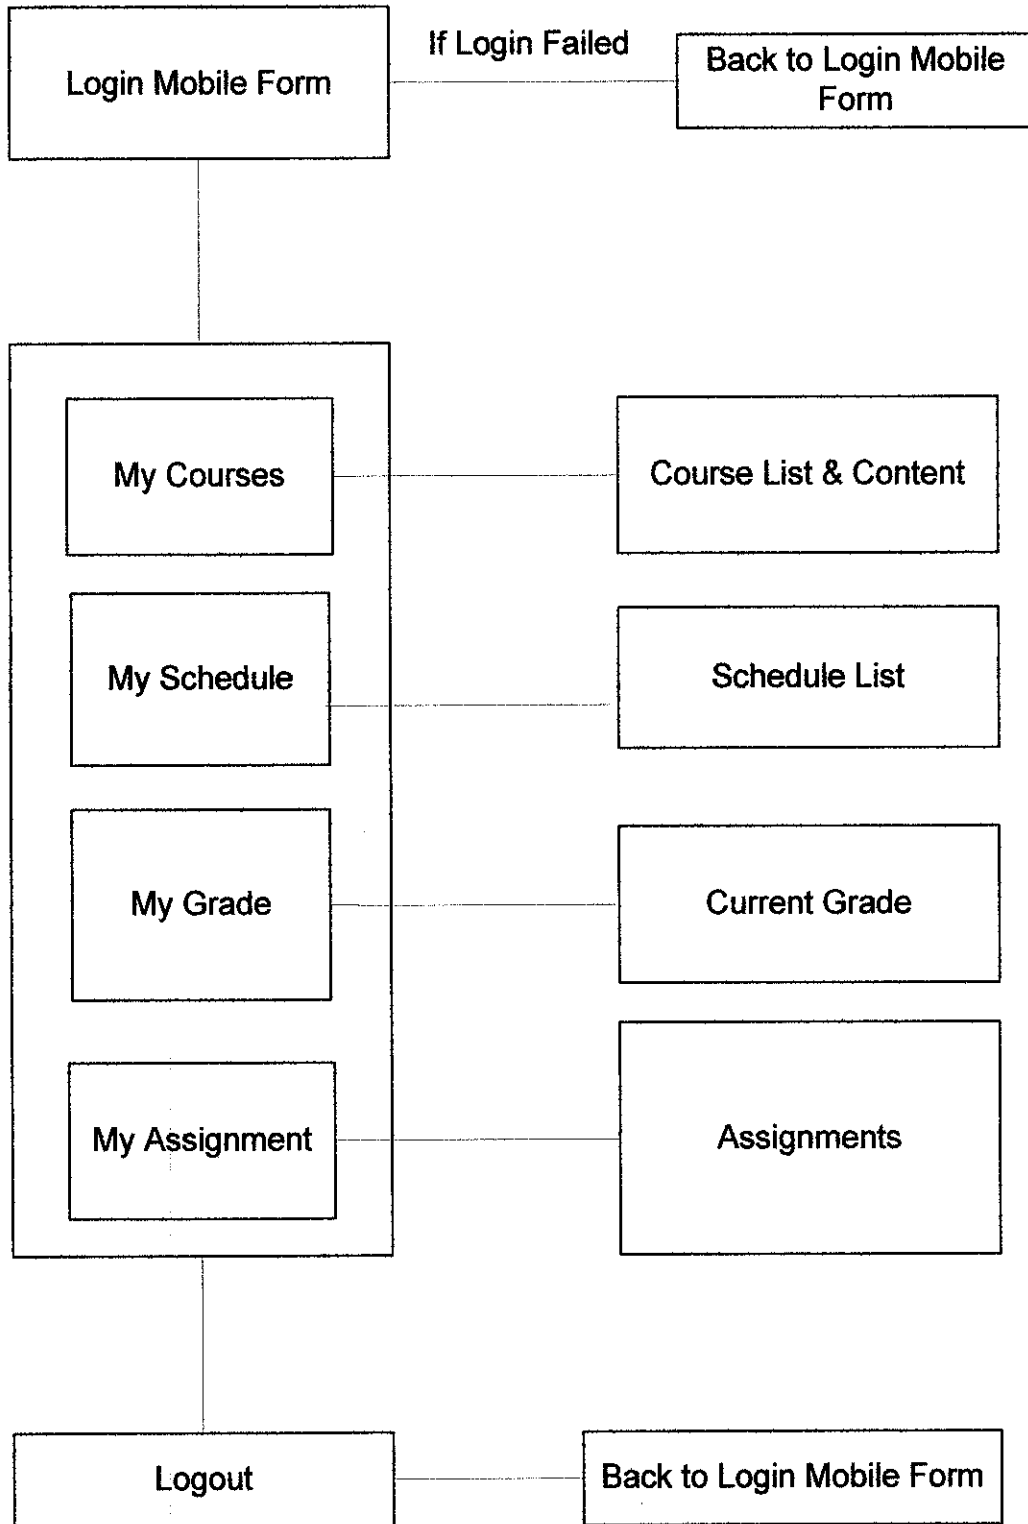 If Login Failed
Login Mobile Form
Back to Login Mobile
Form
My Courses
Course List & Content
My Schedule
Schedule List
My Grade
Current Grade
My Assignment
Assignments
Logout
Back to Login Mobile Form